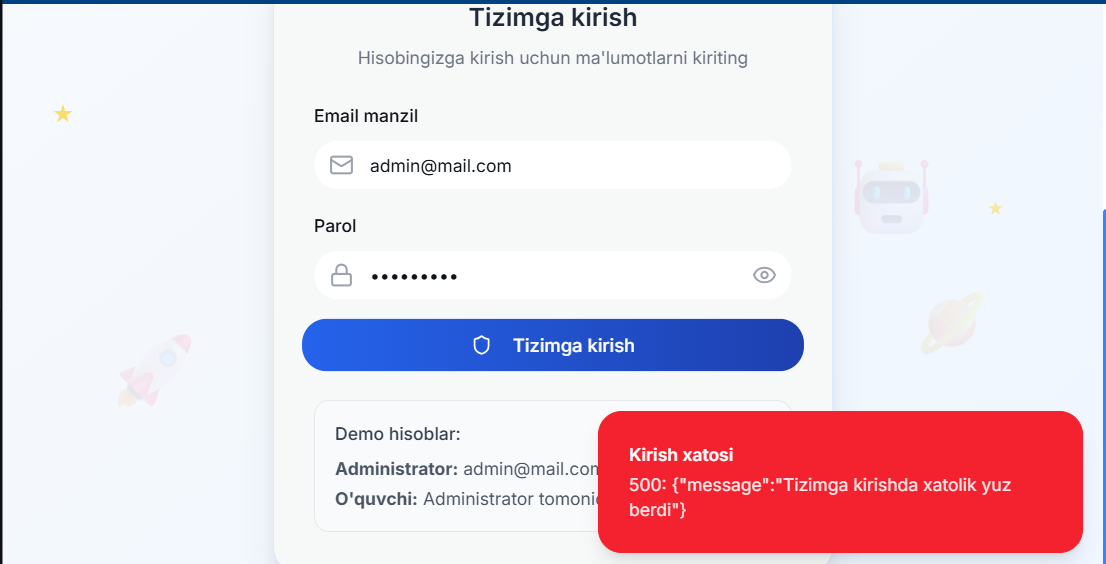 Tizimga kirish
Hisobingizga kirish uchun ma'lumotlarni kiriting
Email manzil
admin@mail.com
Parol
Tizimga kirish
Demo hisoblar:
Administrator: admin@mail.com
O'quvchi: Administrator
Kirish xatosi
500: {"message":"Tizimga kirishda xatolik yuz
berdi"}